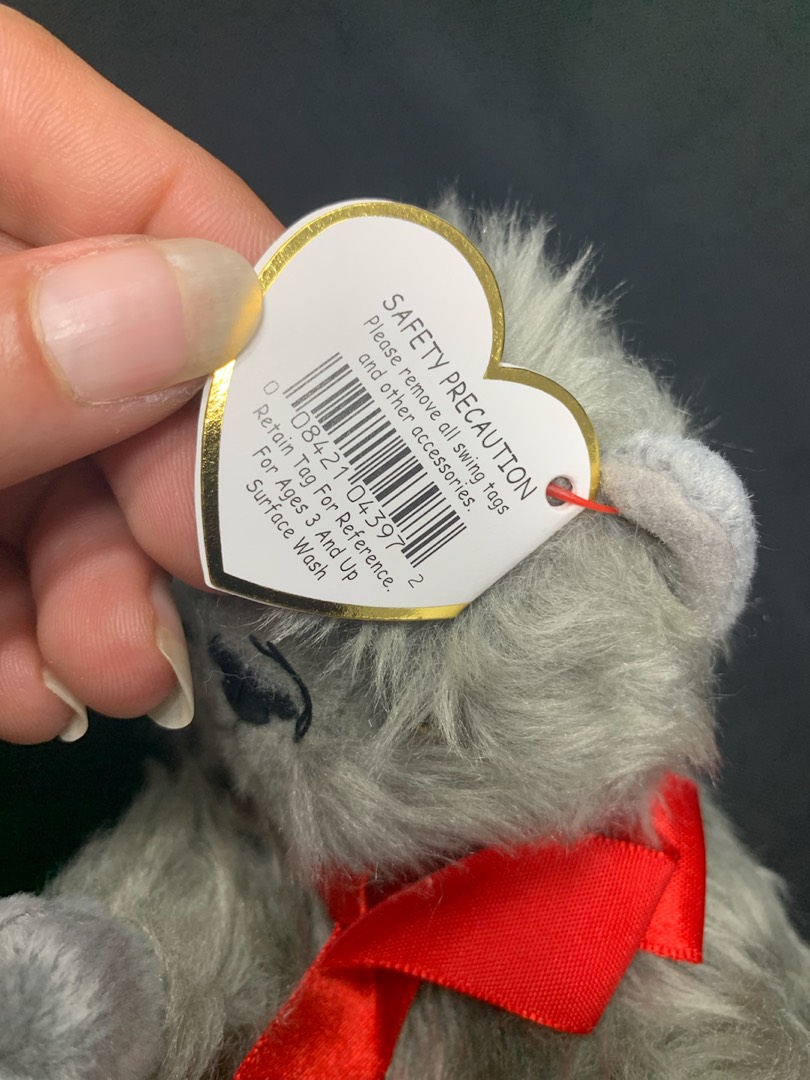 SAFETY PRECAUTION
Please remove all swing tags
and other accessories.
0 08421 04397 2
Retain Tag For Reference.
For Ages 3 And Up
Surface Wash